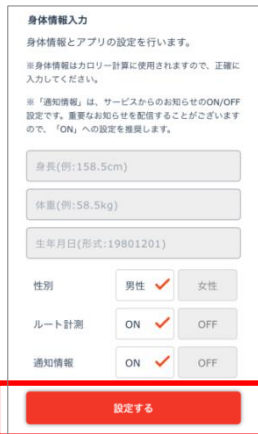 身体情報入力
身体情報とアプリの設定を行います。
※身体情報はカロリー計算に使用されますので、正確に
入力してください。
※「通知情報」は、サービスからのお知らせのON/OFF
設定です。重要なお知らせを配信することがございます
ので、「ON」への設定を推奨します。
身長(例:158.5cm)
体重(例:58.5kg)
生年月日(形式:19801201)
性別 男性 女性
ルート計測 ON OFF
通知情報 ON OFF
設定する